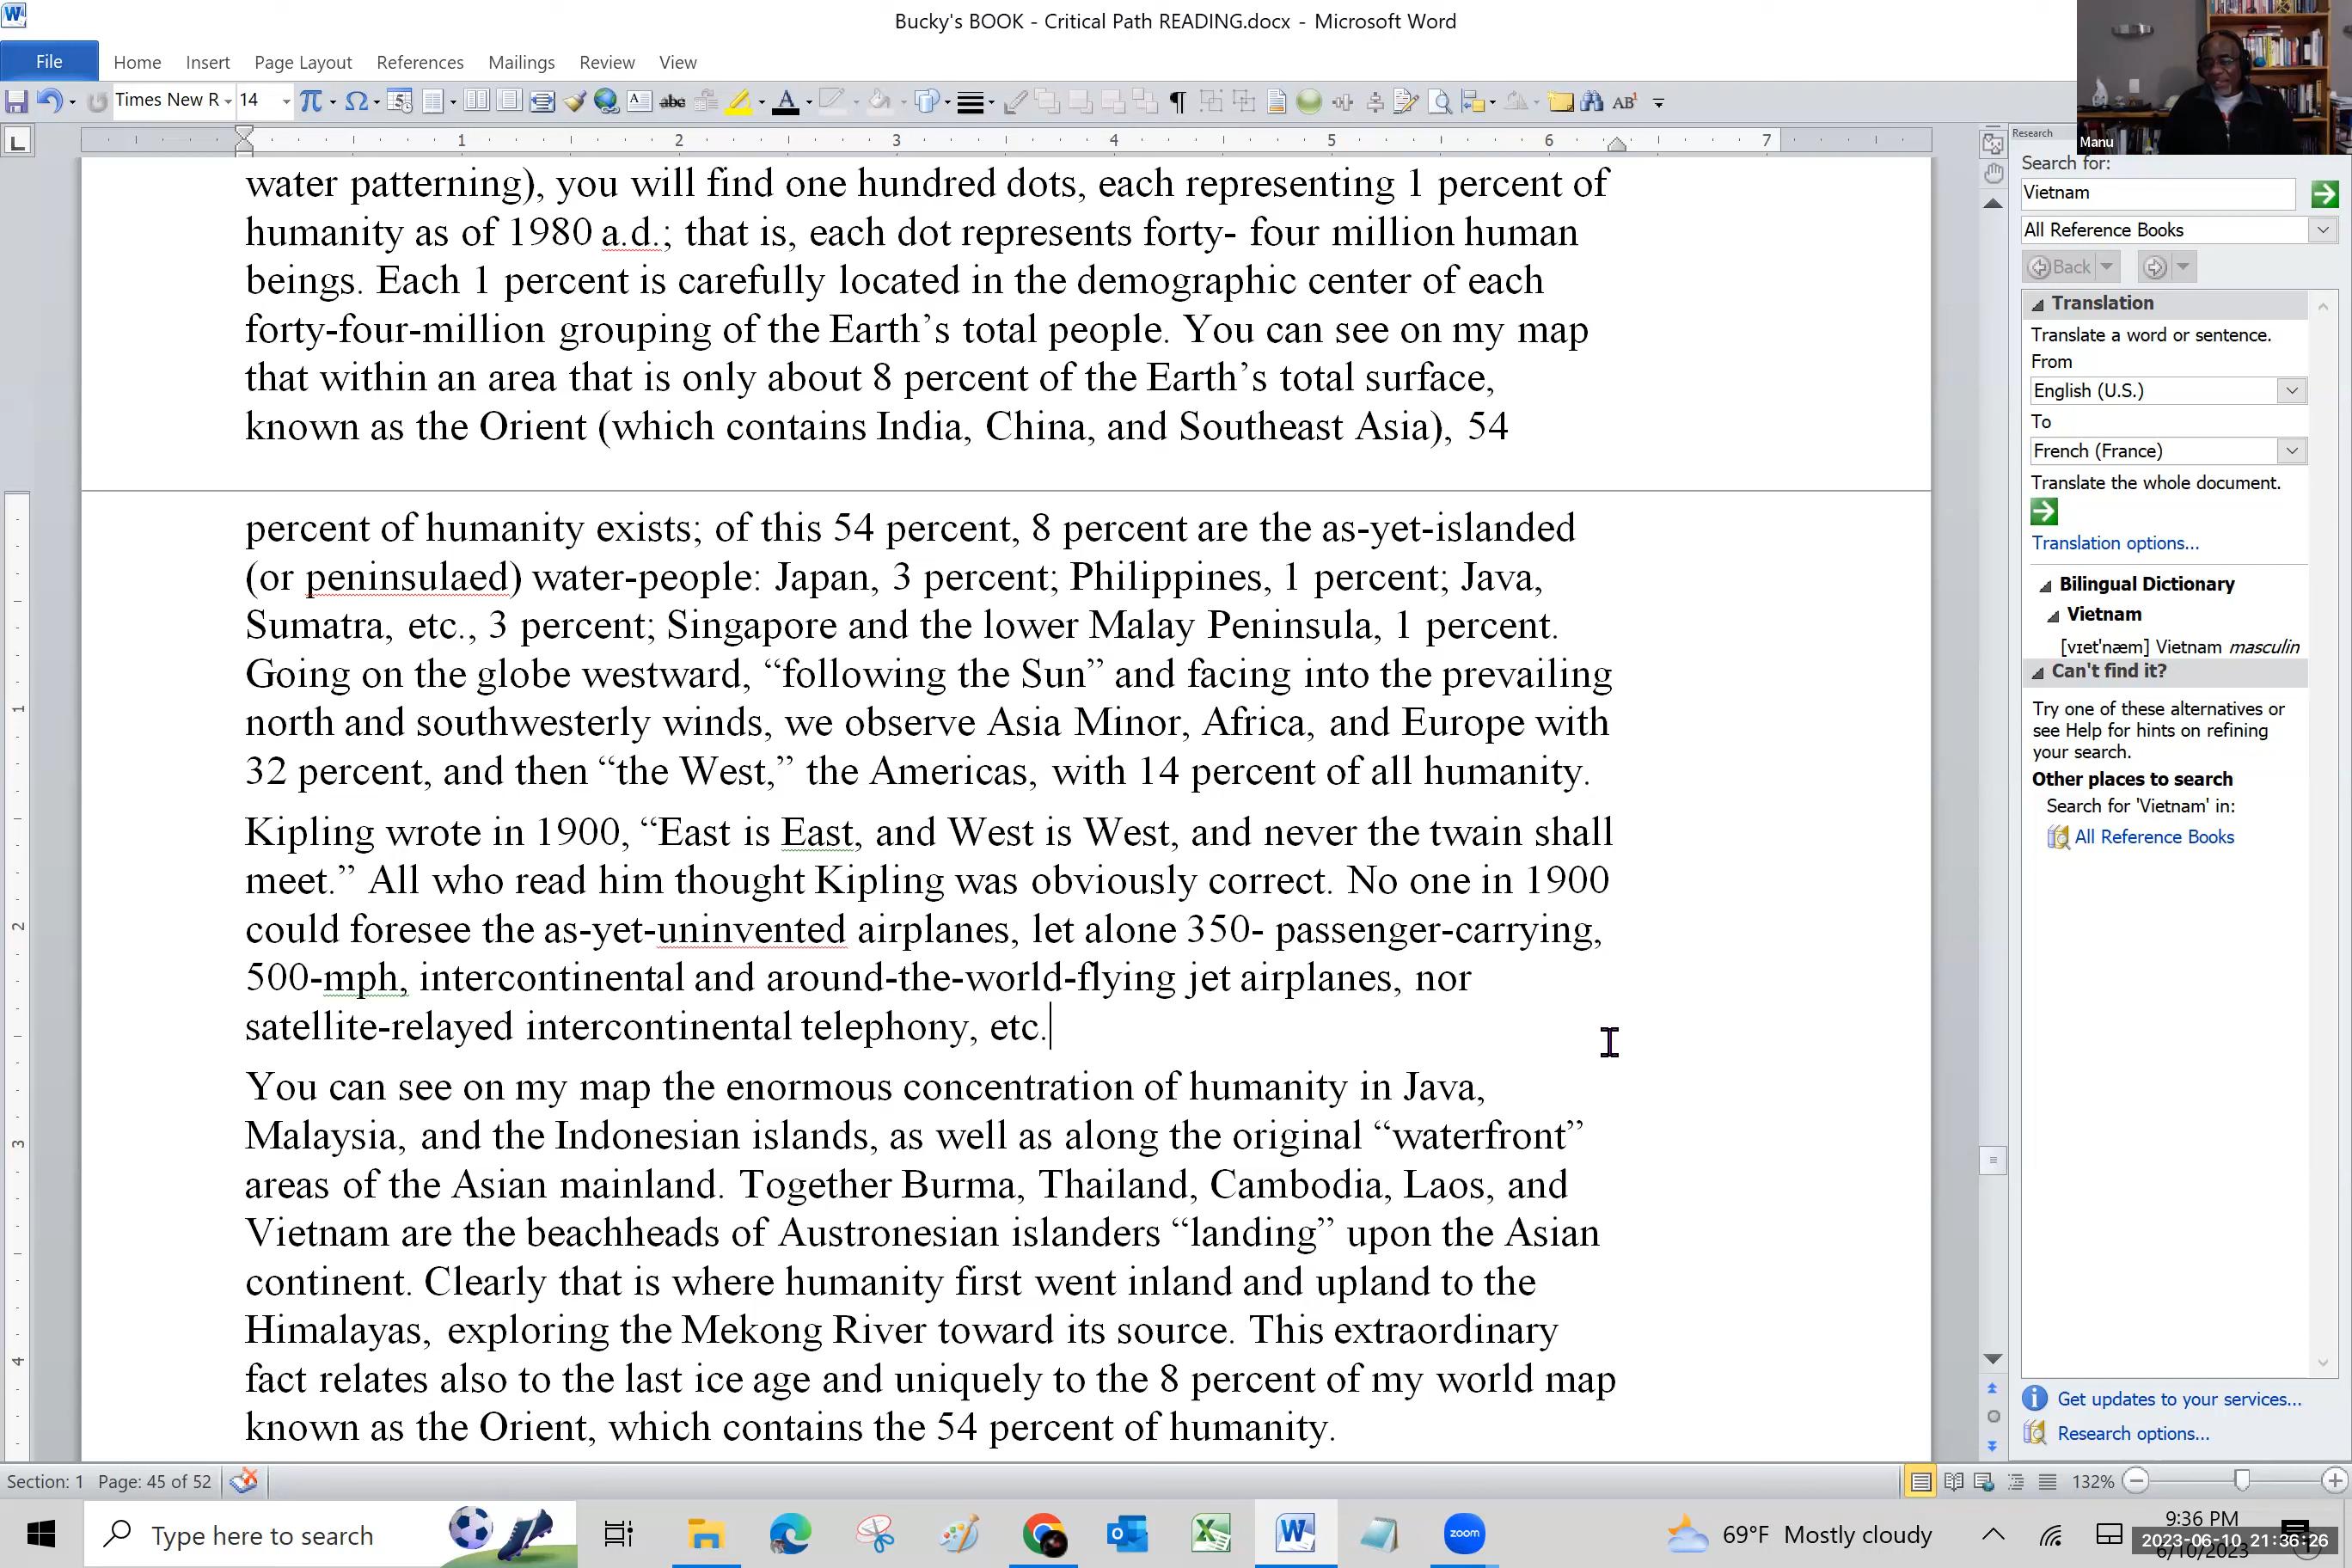 Bucky's BOOK - Critical Path READING.docx - Microsoft Word
File Home Insert Page Layout References Mailings Review View
Times New R 14
1 2 3 4 5 6 7
water patterning), you will find one hundred dots, each representing 1 percent of
humanity as of 1980 a.d.; that is, each dot represents forty- four million human
beings. Each 1 percent is carefully located in the demographic center of each
forty-four-million grouping of the Earth’s total people. You can see on my map
that within an area that is only about 8 percent of the Earth’s total surface,
known as the Orient (which contains India, China, and Southeast Asia), 54
percent of humanity exists; of this 54 percent, 8 percent are the as-yet-islanded
(or peninsulaed) water-people: Japan, 3 percent; Philippines, 1 percent; Java,
Sumatra, etc., 3 percent; Singapore and the lower Malay Peninsula, 1 percent.
Going on the globe westward, “following the Sun” and facing into the prevailing
north and southwesterly winds, we observe Asia Minor, Africa, and Europe with
32 percent, and then “the West,” the Americas, with 14 percent of all humanity.
Kipling wrote in 1900, “East is East, and West is West, and never the twain shall
meet.” All who read him thought Kipling was obviously correct. No one in 1900
could foresee the as-yet-uninvented airplanes, let alone 350- passenger-carrying,
500-mph, intercontinental and around-the-world-flying jet airplanes, nor
satellite-relayed intercontinental telephony, etc.
You can see on my map the enormous concentration of humanity in Java,
Malaysia, and the Indonesian islands, as well as along the original “waterfront”
areas of the Asian mainland. Together Burma, Thailand, Cambodia, Laos, and
Vietnam are the beachheads of Austronesian islanders “landing” upon the Asian
continent. Clearly that is where humanity first went inland and upland to the
Himalayas, exploring the Mekong River toward its source. This extraordinary
fact relates also to the last ice age and uniquely to the 8 percent of my world map
known as the Orient, which contains the 54 percent of humanity.
1
2
3
4
Manu
Research
Search for:
Vietnam
All Reference Books
Back
Translation
Translate a word or sentence.
From
English (U.S.)
To
French (France)
Translate the whole document.
Translation options...
Bilingual Dictionary
Vietnam
[vɪet'næm] Vietnam masculin
Can't find it?
Try one of these alternatives or
see Help for hints on refining
your search.
Other places to search
Search for 'Vietnam' in:
All Reference Books
Get updates to your services...
Research options...
Section: 1 Page: 45 of 52 132%
Type here to search
zoom
69°F Mostly cloudy
9:36 PM
2023-06-10_21:36:26